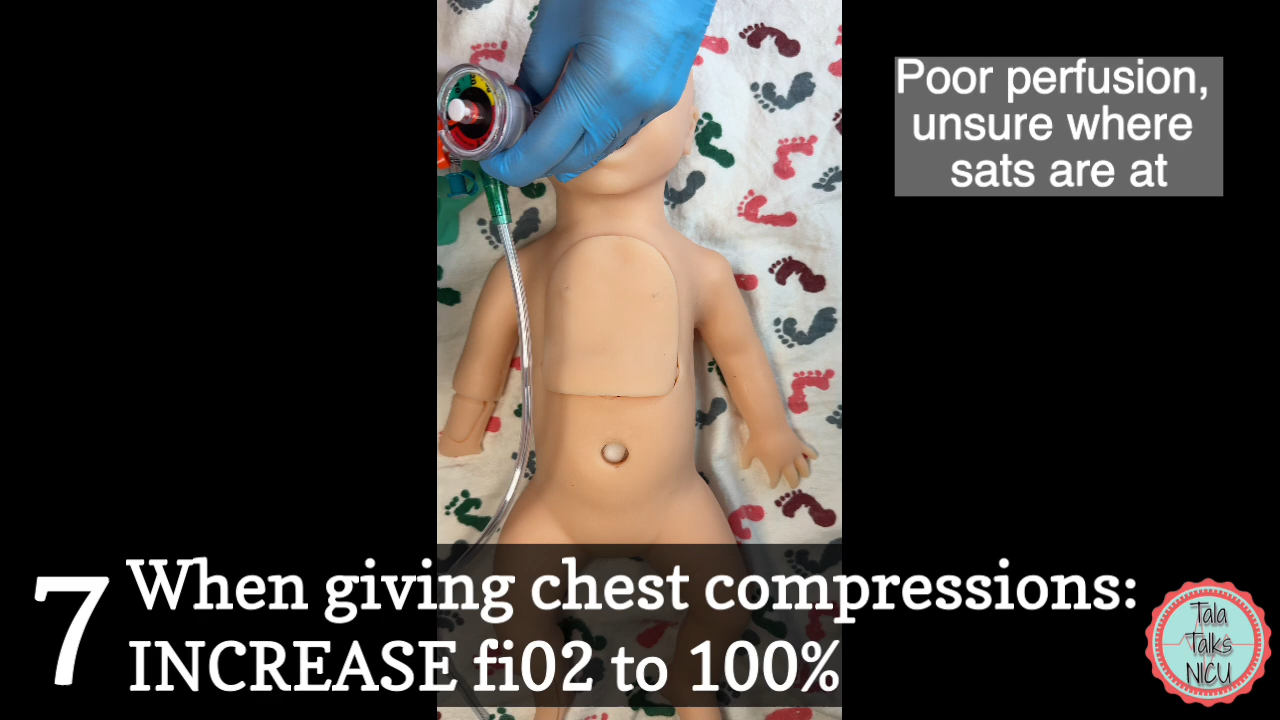 Poor perfusion,
unsure where
sats are at
7
When giving chest compressions:
INCREASE fi02 to 100%
Tala
Talks
NICU